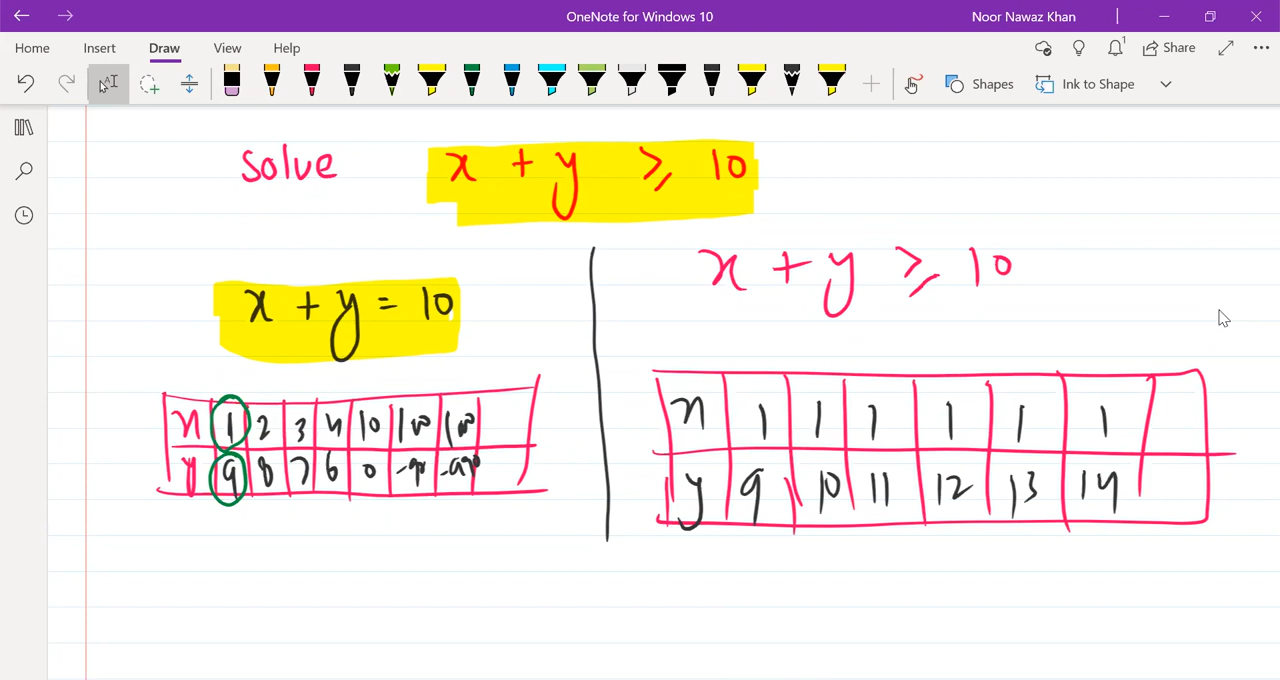 OneNote for Windows 10
Noor Nawaz Khan
Home Insert Draw View Help
Share
Shapes Ink to Shape
solve x + y ≥ 10
x + y ≥ 10
x + y = 10
x 1 2 3 4 10 100
y 9 8 7 6 0 -90
x 1 1 1 1 1 1
y 9 10 11 12 13 14